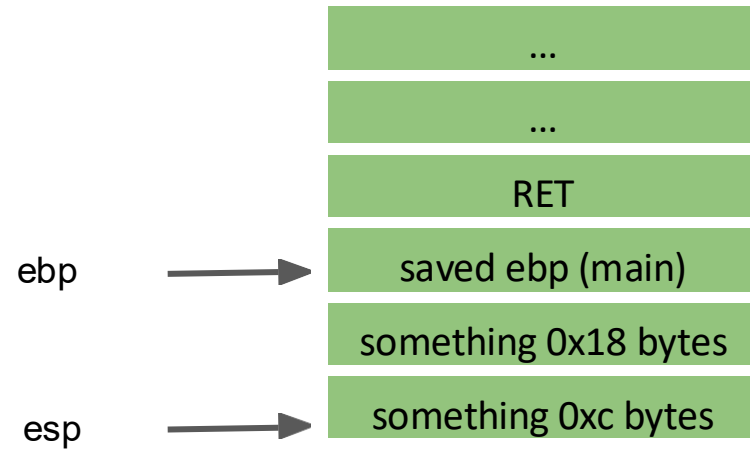 ...
...
RET
ebp
saved ebp (main)
something 0x18 bytes
esp
something 0xc bytes